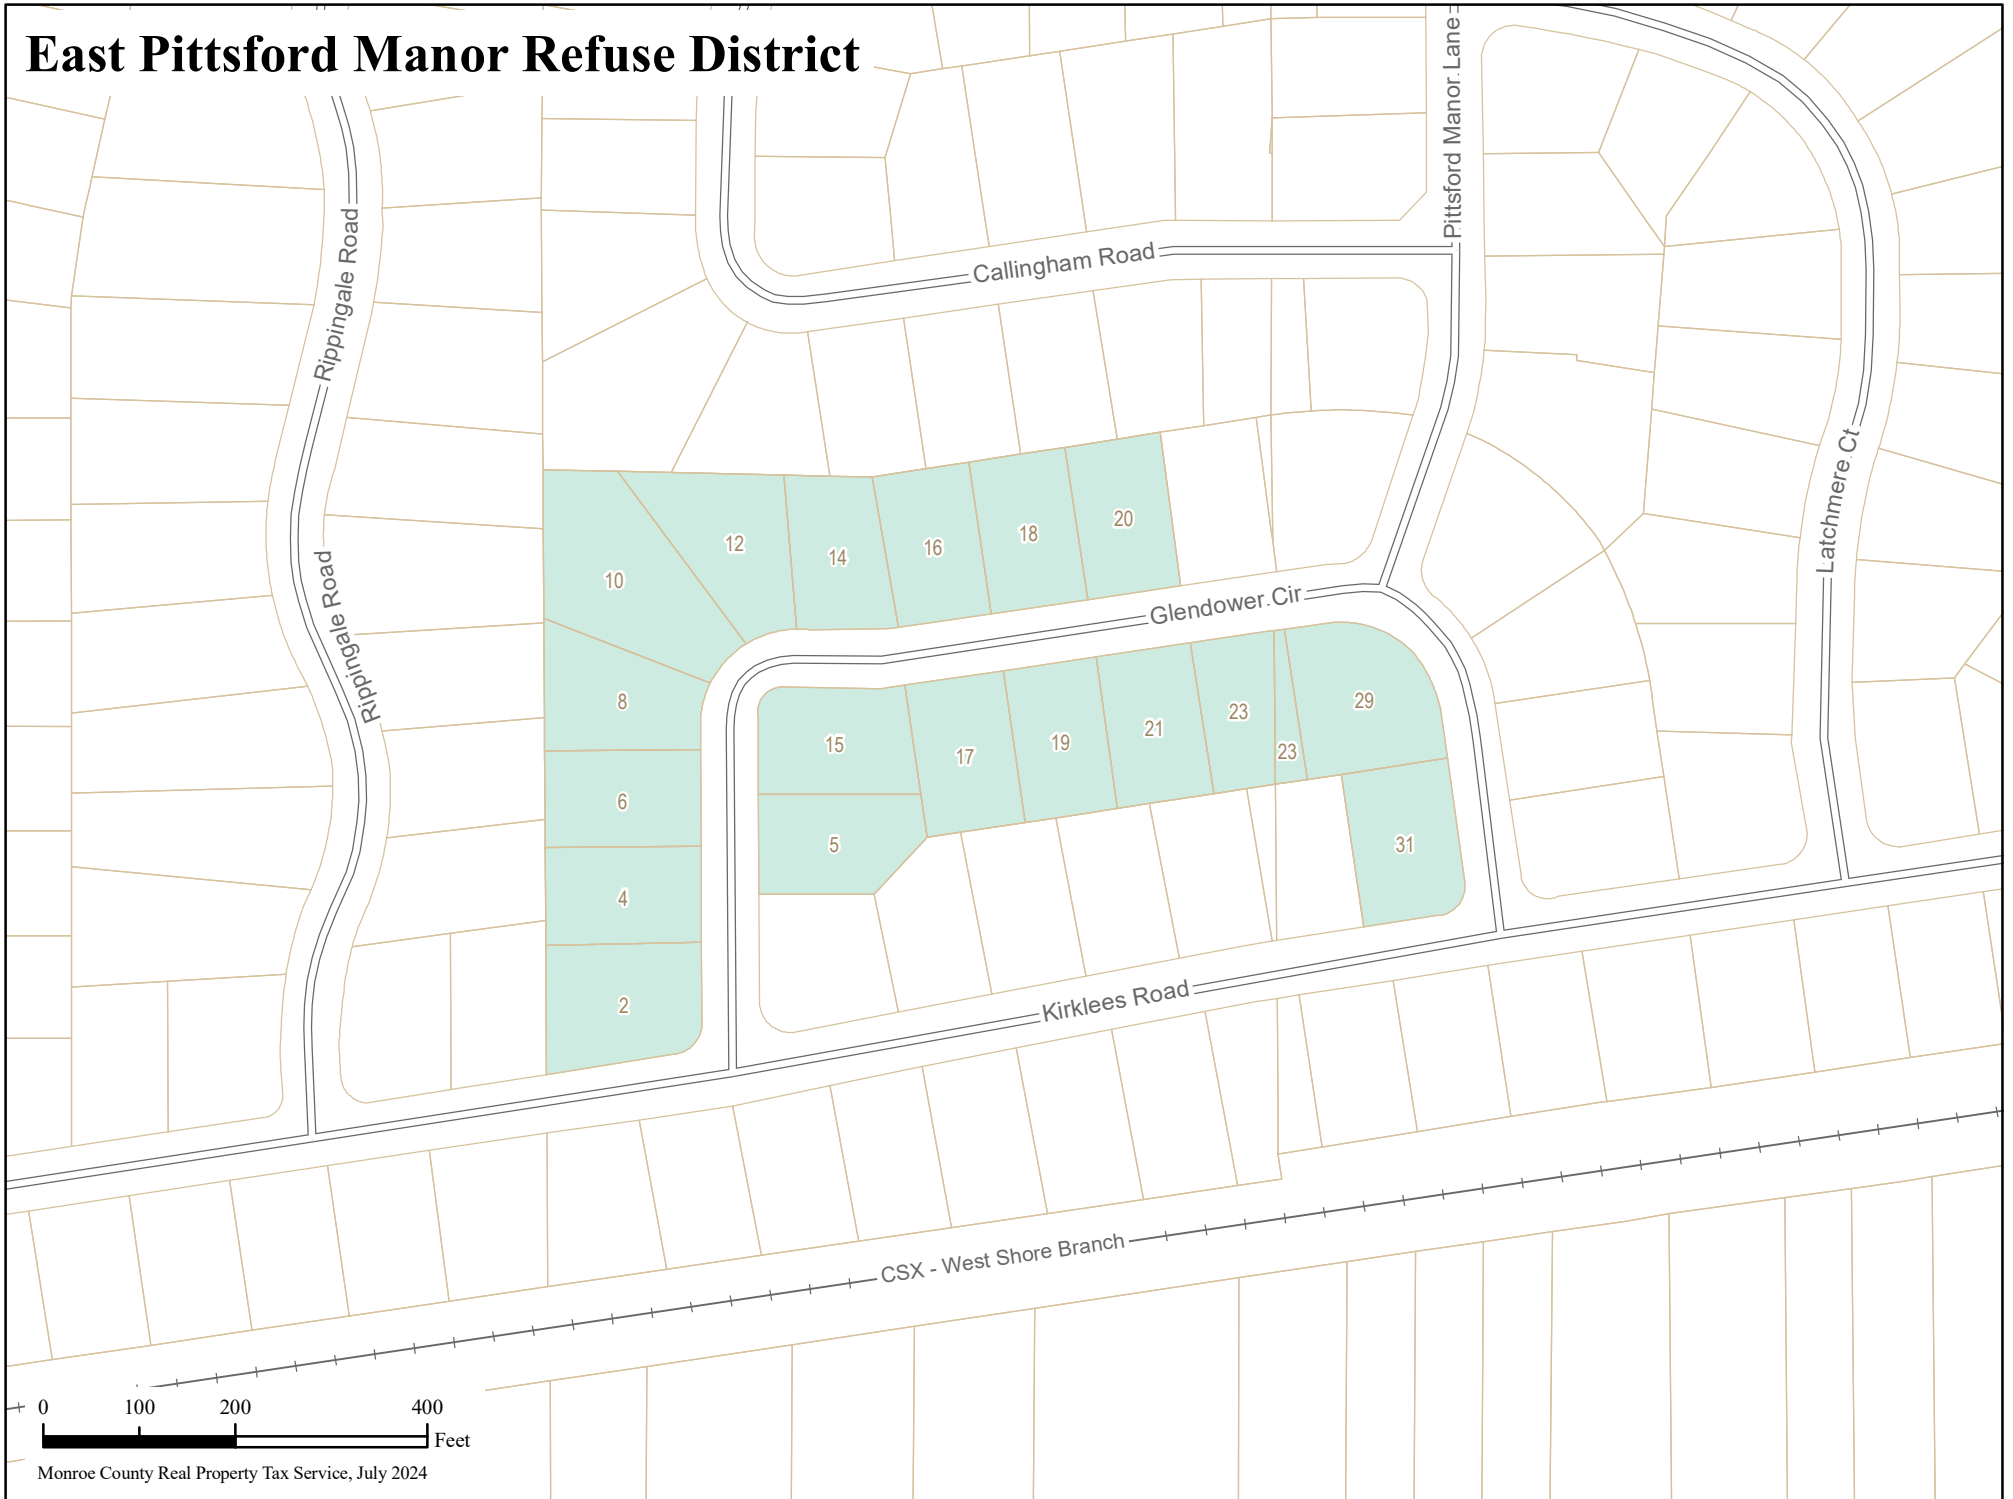 East Pittsford Manor Refuse District
Pittsford Manor Lane
Rippingale Road
Callingham Road
Latchmere Ct
Rippingale Road
20
18
12
16
14
10
Glendower Cir
8
29
23
21
15
19
23
17
6
5
31
4
Kirklees Road
2
CSX - West Shore Branch
0 100 200 400
Feet
Monroe County Real Property Tax Service, July 2024